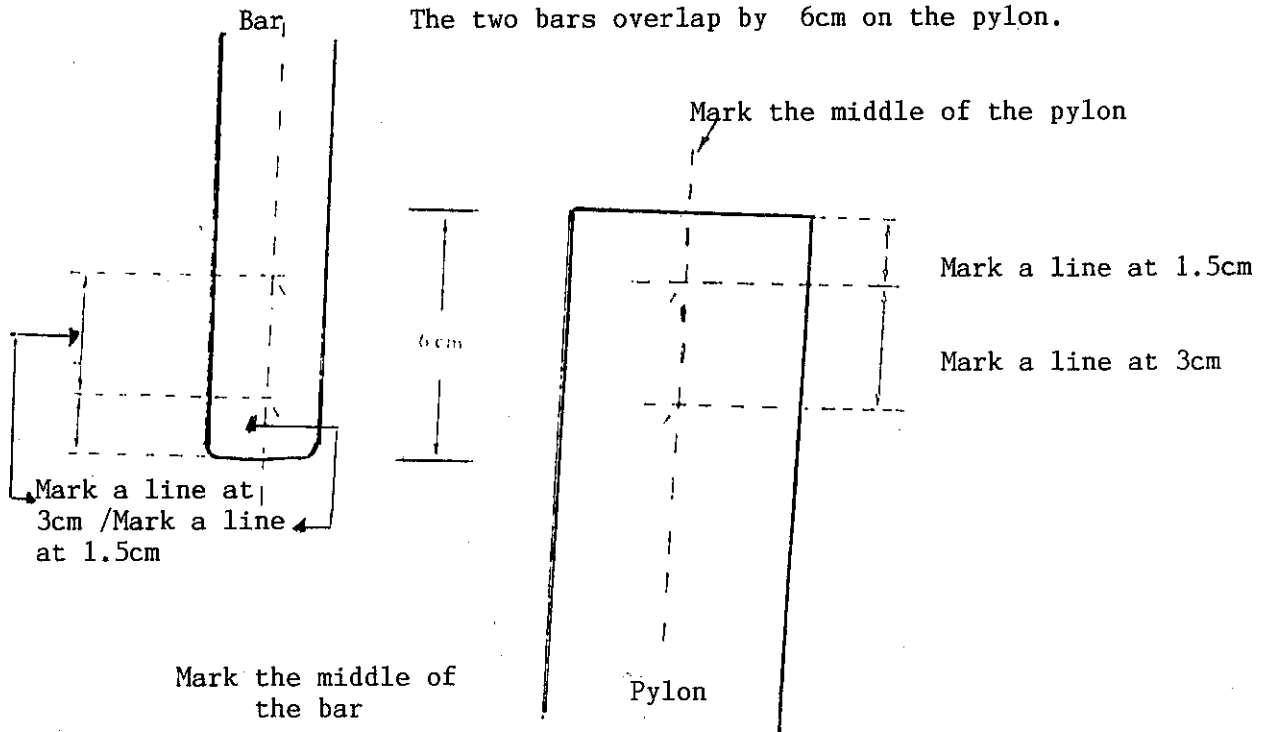 Bar
The two bars overlap by 6cm on the pylon.
Mark the middle of the pylon
Mark a line at 1.5cm
6cm
Mark a line at 3cm
Mark a line at
3cm /Mark a line
at 1.5cm
Mark the middle of
the bar
Pylon